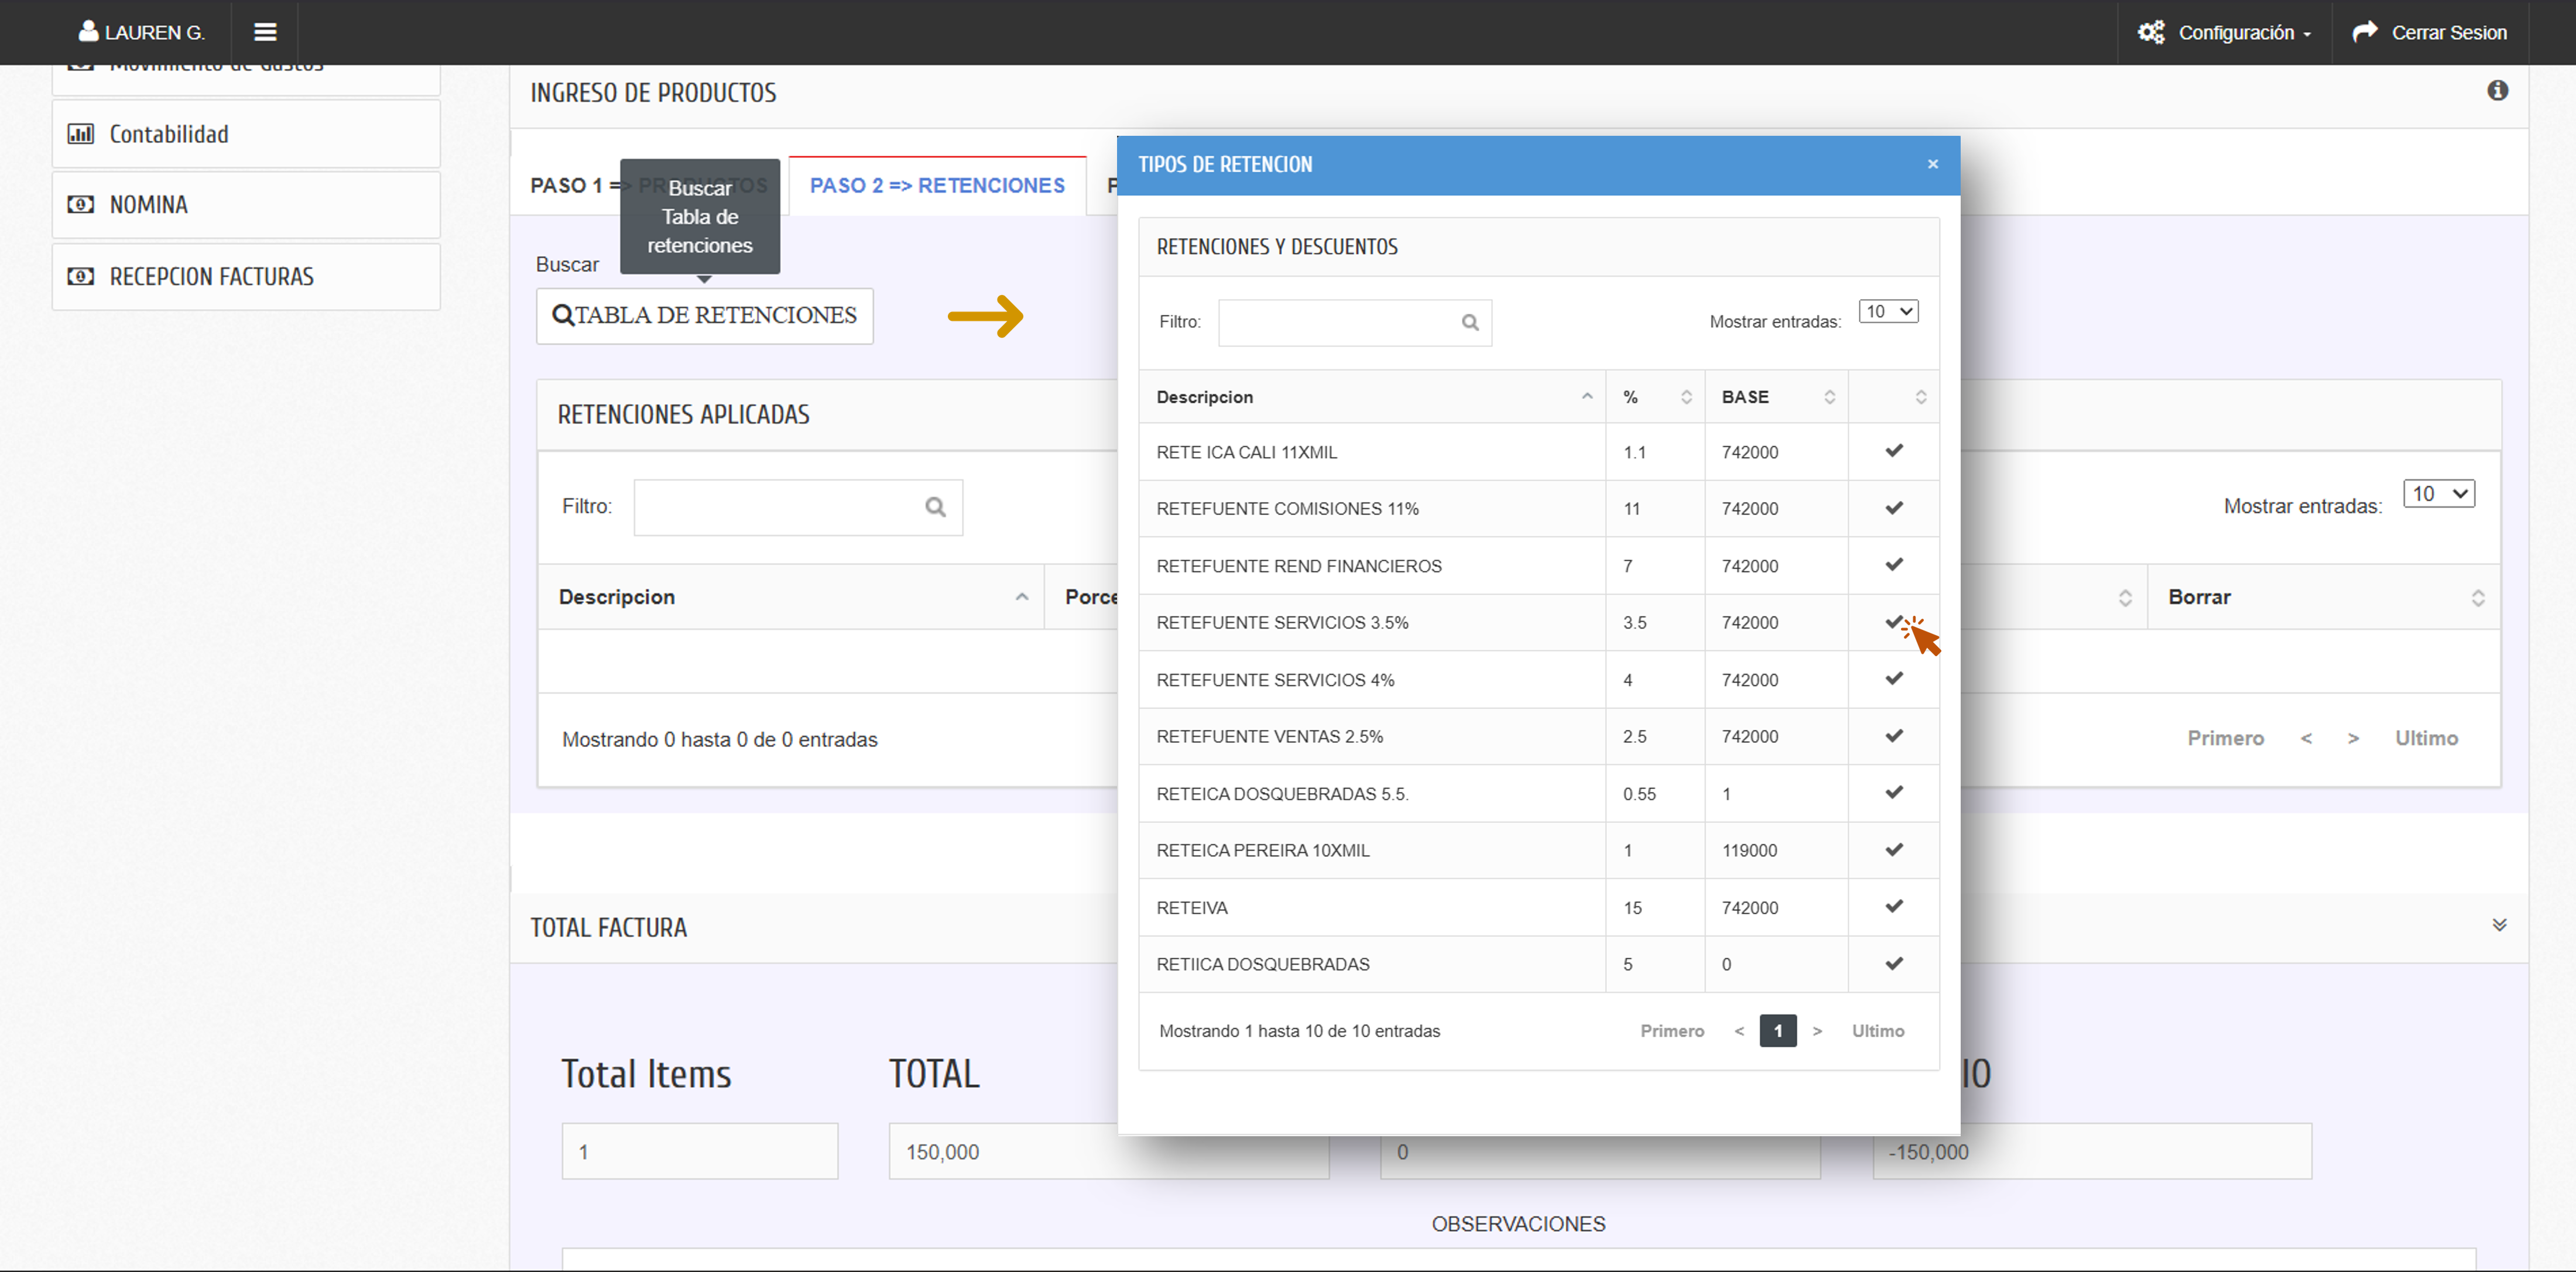 LAUREN G.
Configuración
Cerrar Sesion
Movimiento de Gastos
Contabilidad
NOMINA
RECEPCION FACTURAS
INGRESO DE PRODUCTOS
PASO 1 => PRODUCTOS
PASO 2 => RETENCIONES
P
Buscar
Tabla de
retenciones
Buscar
TABLA DE RETENCIONES
RETENCIONES APLICADAS
Filtro:
Mostrar entradas:
10
Descripcion
Porce
Borrar
Mostrando 0 hasta 0 de 0 entradas
Primero < > Ultimo
TIPOS DE RETENCION
×
RETENCIONES Y DESCUENTOS
Filtro:
Mostrar entradas:
10
Descripcion % BASE
RETE ICA CALI 11XMIL 1.1 742000
RETEFUENTE COMISIONES 11% 11 742000
RETEFUENTE REND FINANCIEROS 7 742000
RETEFUENTE SERVICIOS 3.5% 3.5 742000
RETEFUENTE SERVICIOS 4% 4 742000
RETEFUENTE VENTAS 2.5% 2.5 742000
RETEICA DOSQUEBRADAS 5.5. 0.55 1
RETEICA PEREIRA 10XMIL 1 119000
RETEIVA 15 742000
RETIICA DOSQUEBRADAS 5 0
Mostrando 1 hasta 10 de 10 entradas
Primero < 1 > Ultimo
TOTAL FACTURA
Total Items
TOTAL
IO
1
150,000
0
-150,000
OBSERVACIONES